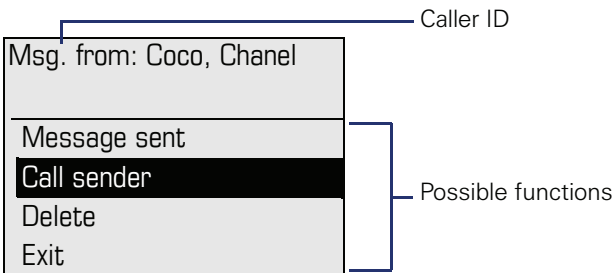 Caller ID
Msg. from: Coco, Chanel
Message sent
Call sender
Possible functions
Delete
Exit